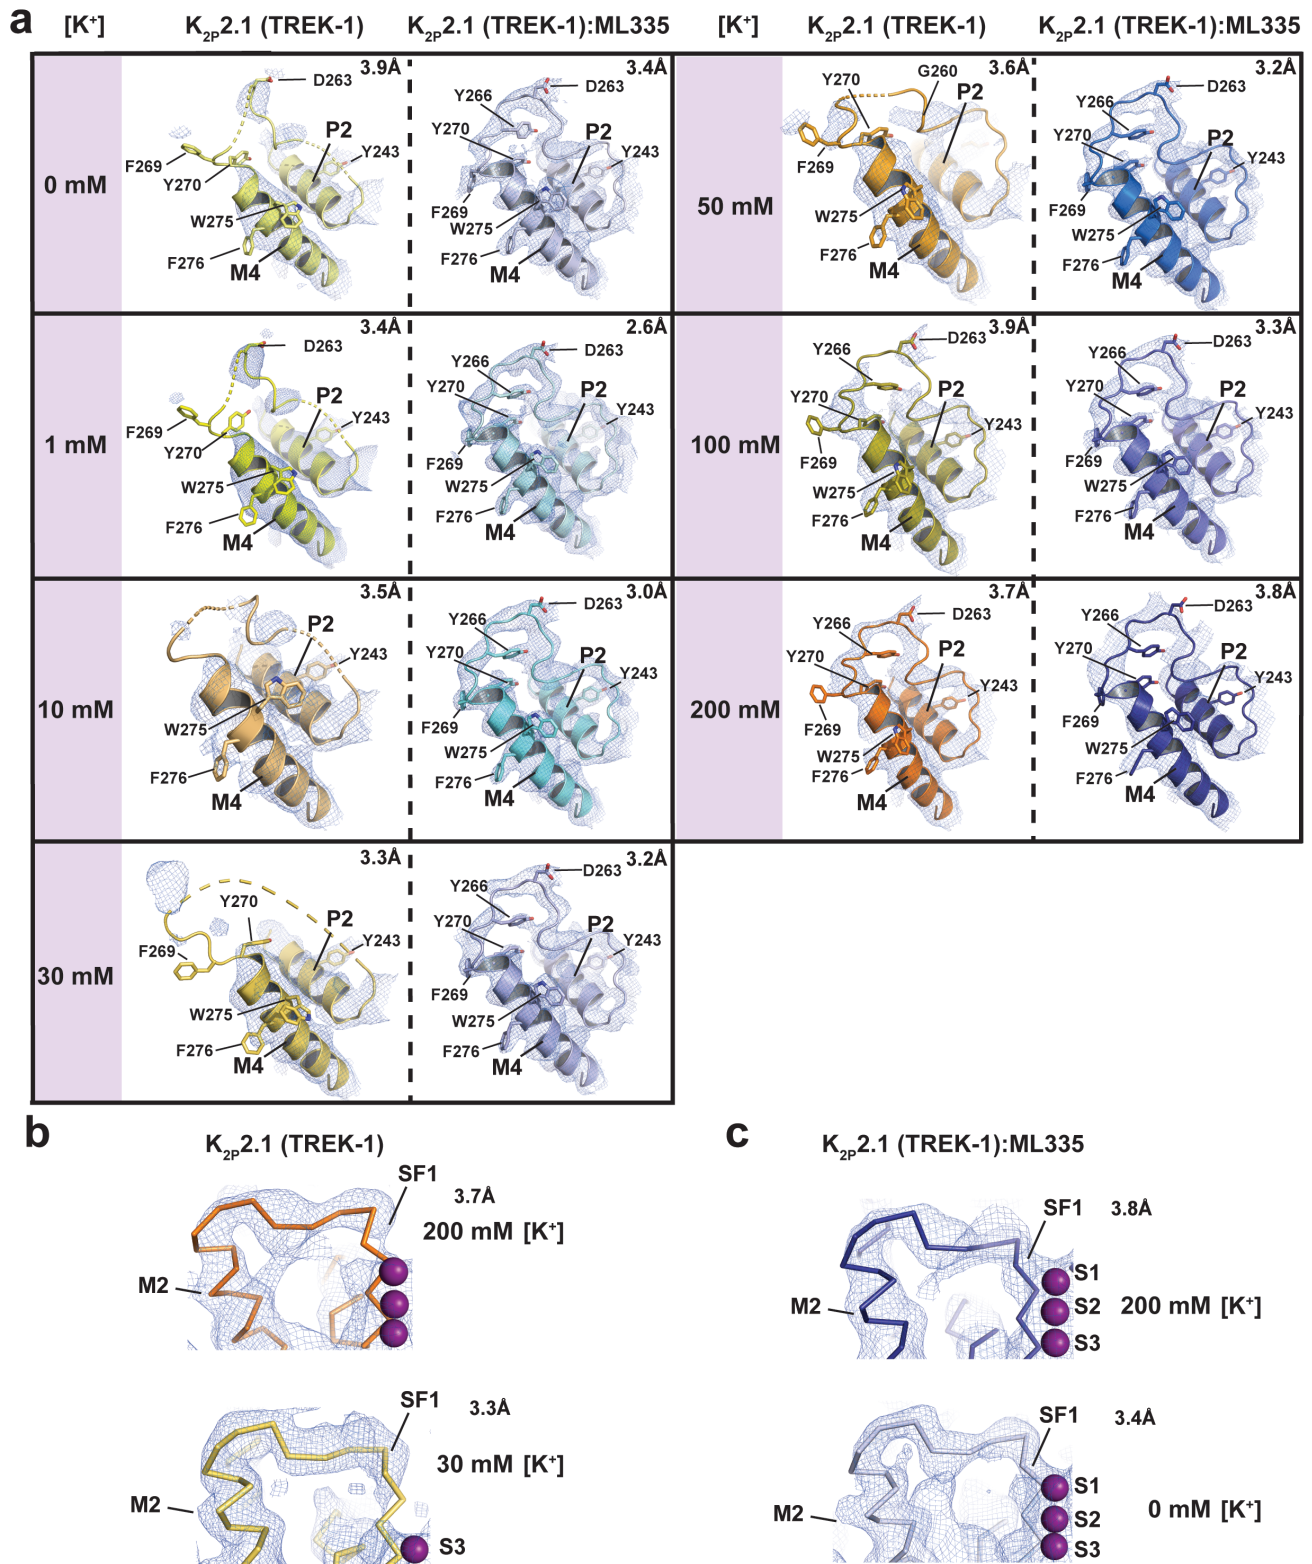 a [K⁺] K₂ₚ2.1 (TREK-1) K₂ₚ2.1 (TREK-1):ML335 [K⁺] K₂ₚ2.1 (TREK-1) K₂ₚ2.1 (TREK-1):ML335
0 mM
3.9Å
D263
P2
Y243
F269
Y270
W275
F276
M4
3.4Å
D263
Y266
Y270
P2
Y243
F269
W275
F276
M4
50 mM
3.6Å
Y270
G260
P2
F269
W275
F276
M4
3.2Å
D263
Y266
Y270
P2
Y243
F269
W275
F276
M4
1 mM
3.4Å
D263
P2
F269
Y243
Y270
W275
F276
M4
2.6Å
D263
Y266
Y270
P2
Y243
F269
W275
F276
M4
100 mM
3.9Å
D263
Y266
Y270
P2
Y243
F269
W275
F276
M4
3.3Å
D263
Y266
Y270
P2
Y243
F269
W275
F276
M4
10 mM
3.5Å
P2
Y243
W275
F276
M4
3.0Å
D263
Y266
Y270
P2
Y243
F269
W275
F276
M4
200 mM
3.7Å
D263
Y266
Y270
P2
Y243
F269
W275
F276
M4
3.8Å
D263
Y266
Y270
P2
Y243
F269
W275
F276
M4
30 mM
3.3Å
Y270
P2
Y243
F269
W275
F276
M4
3.2Å
D263
Y266
Y270
P2
Y243
F269
W275
F276
M4
b
K₂ₚ2.1 (TREK-1)
SF1
3.7Å
200 mM [K⁺]
M2
SF1
3.3Å
30 mM [K⁺]
M2
S3
c
K₂ₚ2.1 (TREK-1):ML335
SF1
3.8Å
S1
M2
S2
200 mM [K⁺]
S3
SF1
3.4Å
S1
M2
S2
0 mM [K⁺]
S3